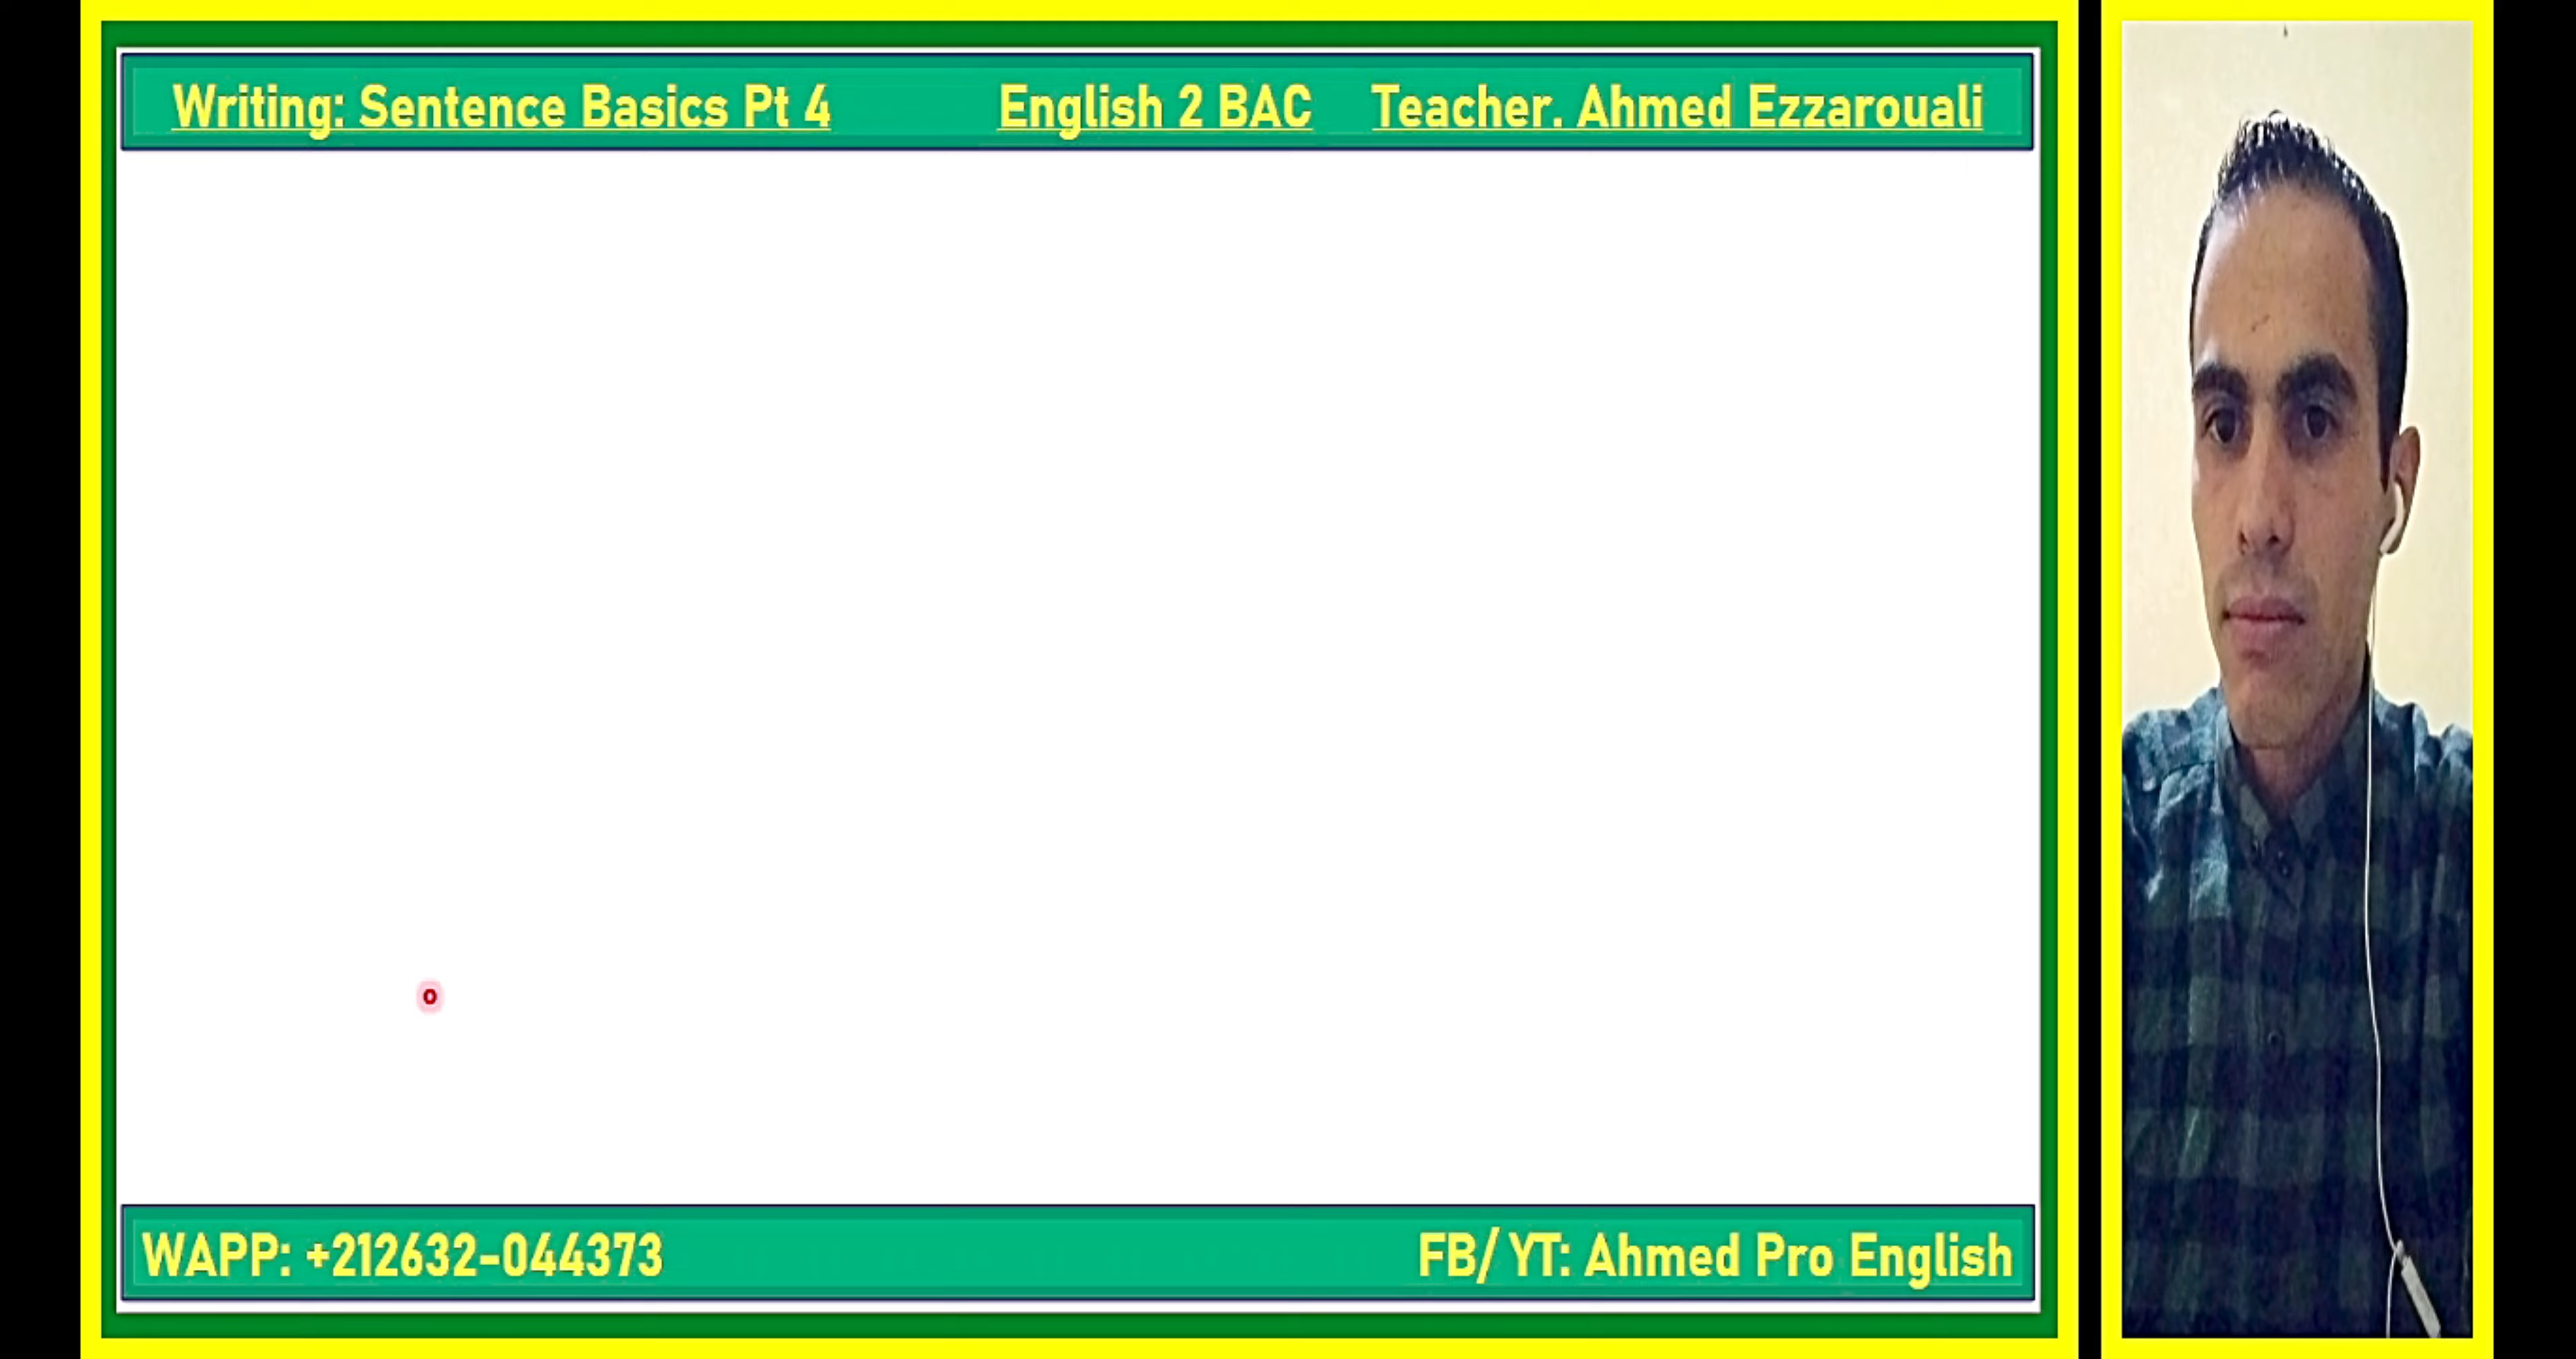 Writing: Sentence Basics Pt 4 English 2 BAC Teacher. Ahmed Ezzarouali
WAPP: +212632-044373 FB/ YT: Ahmed Pro English